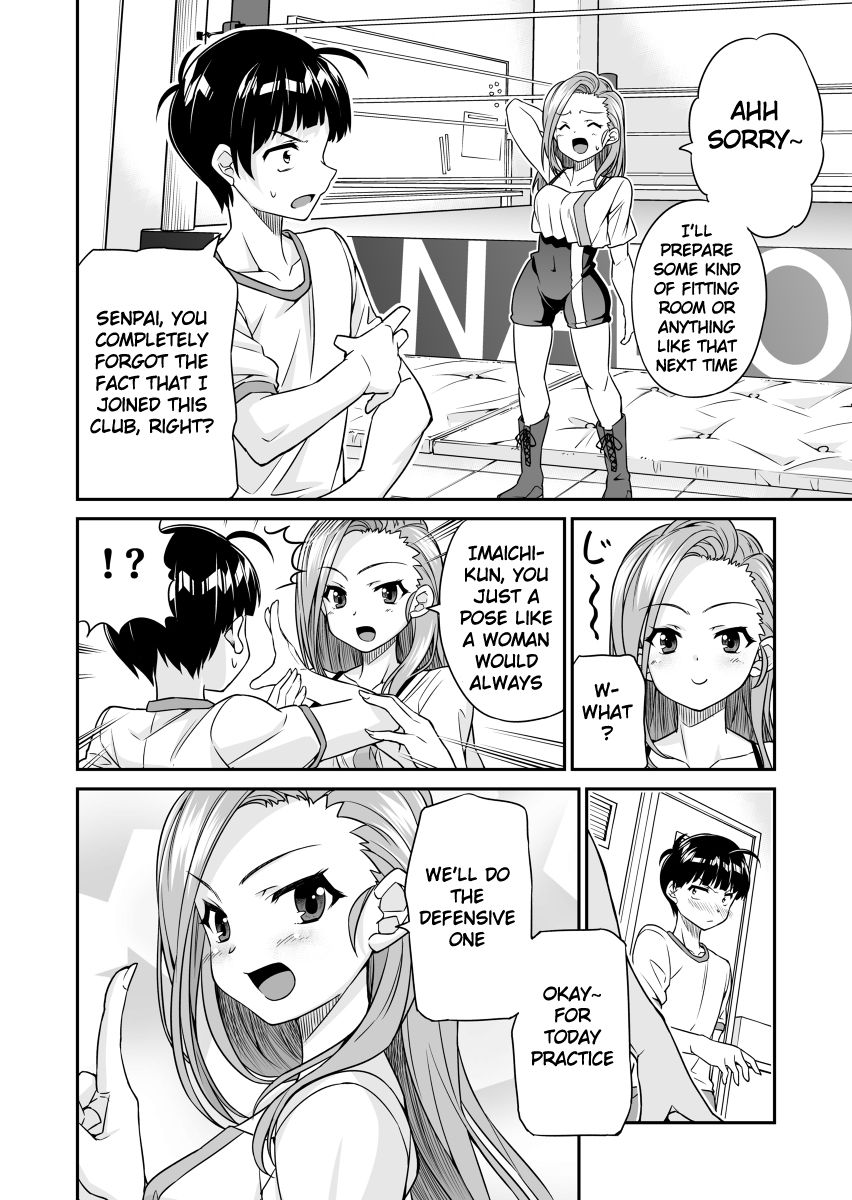 AHH
SORRY~
I'LL
PREPARE
SOME KIND
OF FITTING
ROOM OR
ANYTHING
LIKE THAT
NEXT TIME
SENPAI, YOU
COMPLETELY
FORGOT THE
FACT THAT I
JOINED THIS
CLUB, RIGHT?
じ～
W-
WHAT
?
IMAICHI-
KUN, YOU
JUST A
POSE LIKE
A WOMAN
WOULD
ALWAYS
!?
WE'LL DO
THE
DEFENSIVE
ONE
OKAY~
FOR
TODAY
PRACTICE